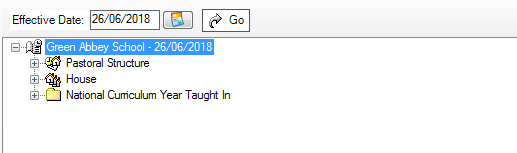 Effective Date: 26/06/2018 Go
Green Abbey School - 26/06/2018
Pastoral Structure
House
National Curriculum Year Taught In